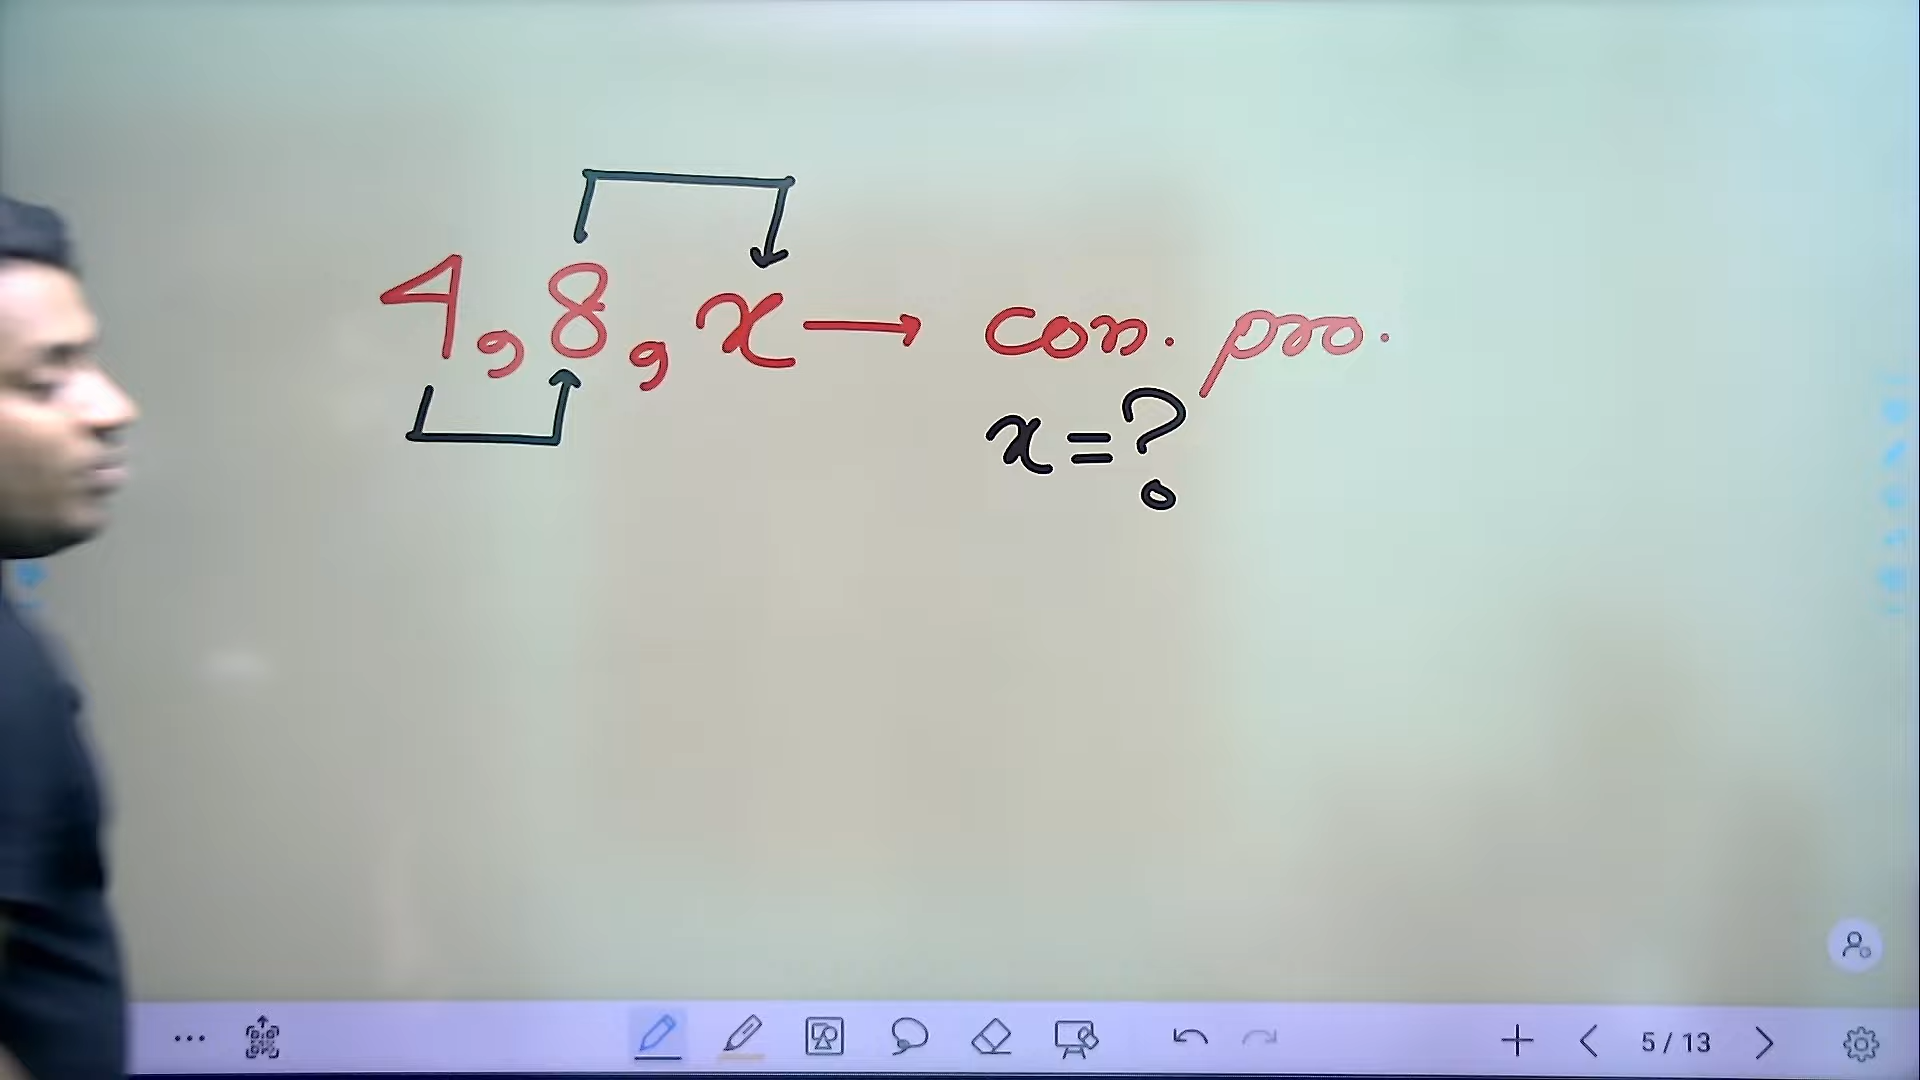 4, 8, x → con. pro.
x = ?
5 / 13